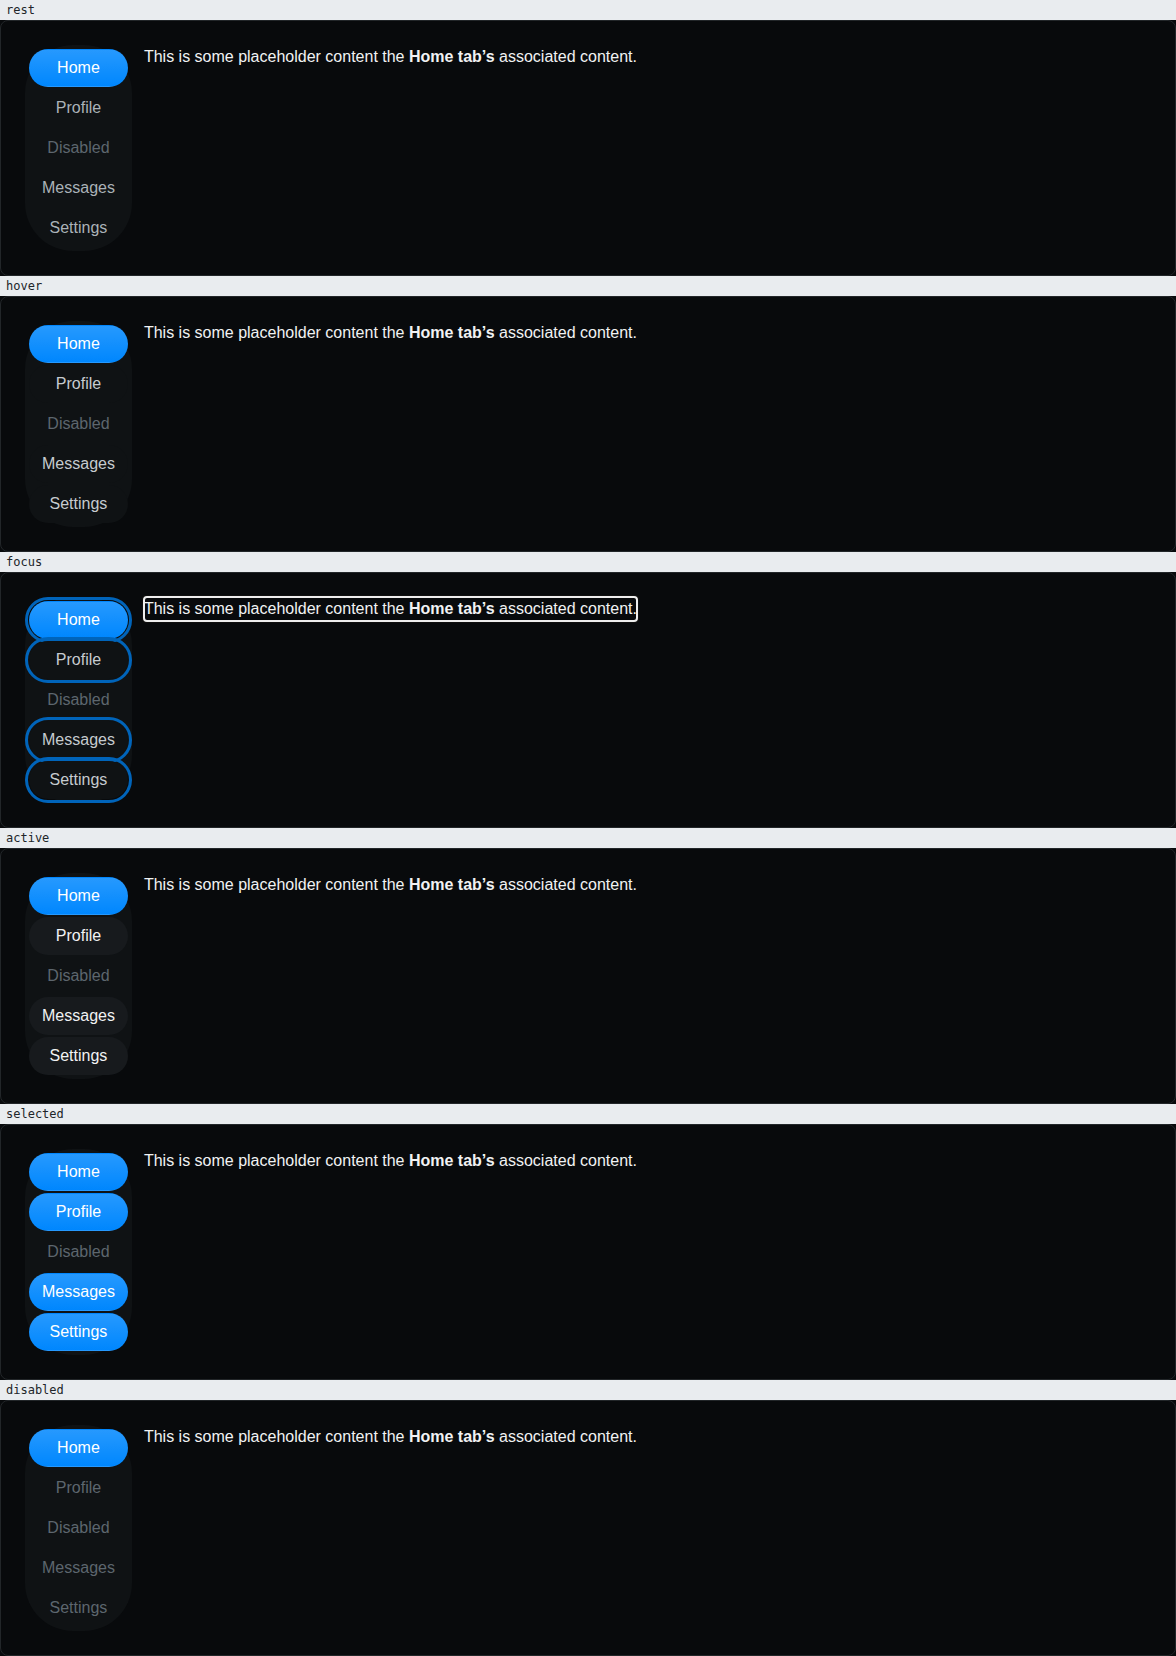 rest
Home
This is some placeholder content the Home tab’s associated content.
Profile
Disabled
Messages
Settings
hover
Home
This is some placeholder content the Home tab’s associated content.
Profile
Disabled
Messages
Settings
focus
Home
This is some placeholder content the Home tab’s associated content.
Profile
Disabled
Messages
Settings
active
Home
This is some placeholder content the Home tab’s associated content.
Profile
Disabled
Messages
Settings
selected
Home
This is some placeholder content the Home tab’s associated content.
Profile
Disabled
Messages
Settings
disabled
Home
This is some placeholder content the Home tab’s associated content.
Profile
Disabled
Messages
Settings